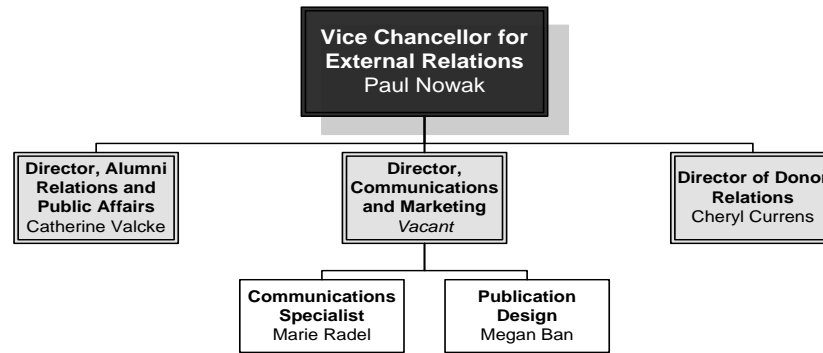 Vice Chancellor for
External Relations
Paul Nowak
Director, Alumni
Relations and
Public Affairs
Catherine Valcke
Director,
Communications
and Marketing
Vacant
Director of Donor
Relations
Cheryl Currens
Communications
Specialist
Marie Radel
Publication
Design
Megan Ban